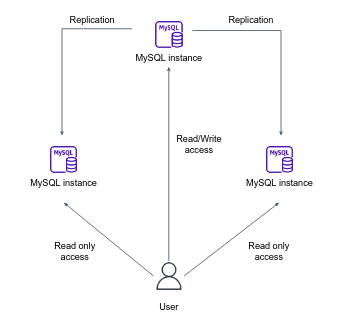 Replication
Replication
MySQL
MySQL instance
Read/Write
access
MySQL
MySQL
MySQL instance
MySQL instance
Read only
access
Read only
access
User